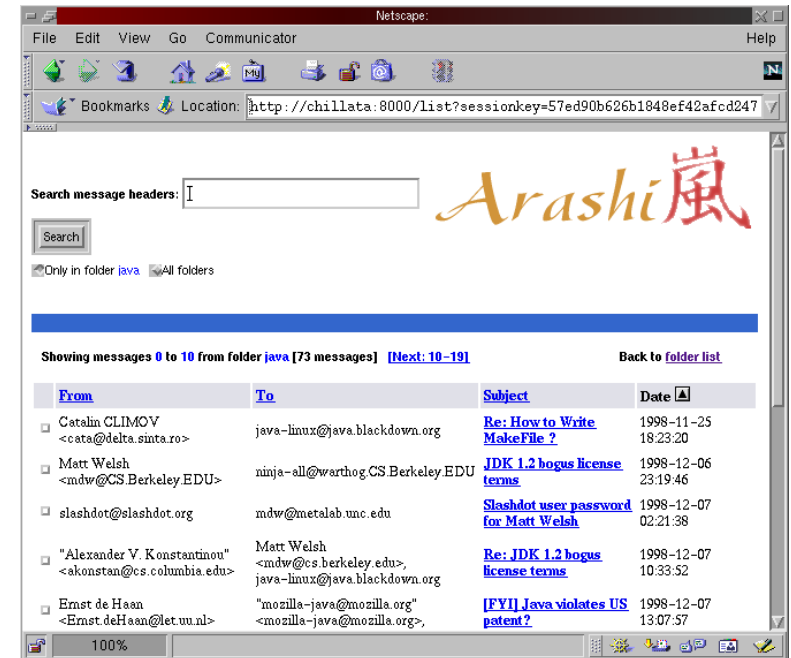 Netscape:
File Edit View Go Communicator Help
My N
Bookmarks Location: http://chillata:8000/list?sessionkey=57ed90b626b1848ef42afcd247
Arashi嵐
Search message headers:
Search
Only in folder java All folders
Showing messages 0 to 10 from folder java [73 messages] [Next: 10-19] Back to folder list
From To Subject Date
Catalin CLIMOV
<cata@delta.sinta.ro>
java-linux@java.blackdown.org
Re: How to Write
MakeFile ?
1998-11-25
18:23:20
Matt Welsh
<mdw@CS.Berkeley.EDU>
ninja-all@warthog.CS.Berkeley.EDU
JDK 1.2 bogus license
terms
1998-12-06
23:19:46
slashdot@slashdot.org
mdw@metalab.unc.edu
Slashdot user password
for Matt Welsh
1998-12-07
02:21:38
"Alexander V. Konstantinou"
<akonstan@cs.columbia.edu>
Matt Welsh
<mdw@cs.berkeley.edu>,
java-linux@java.blackdown.org
Re: JDK 1.2 bogus
license terms
1998-12-07
10:33:52
Ernst de Haan
<Ernst.deHaan@let.uu.nl>
"mozilla-java@mozilla.org"
<mozilla-java@mozilla.org>,
[FYI] Java violates US
patent?
1998-12-07
13:07:57
100%